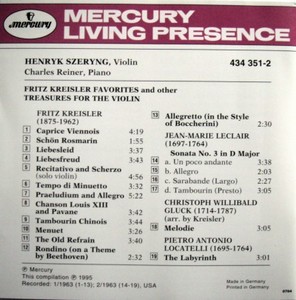 mercury
MERCURY
LIVING PRESENCE
HENRYK SZERYNG, Violin
Charles Reiner, Piano
434 351-2
FRITZ KREISLER FAVORITES and other
TREASURES FOR THE VIOLIN
FRITZ KREISLER
(1875-1962)
1 Caprice Viennois 4:19
2 Schön Rosmarin 1:55
3 Liebesleid 3:37
4 Liebesfreud 3:34
5 Recitativo and Scherzo
(solo violin) 4:56
6 Tempo di Minuetto 3:22
7 Praeludium and Allegro 5:22
8 Chanson Louis XIII
and Pavane 4:42
9 Tambourin Chinois 3:44
10 Menuet 3:26
11 The Old Refrain 3:40
12 Rondino (on a Theme
by Beethoven) 2:21
13 Allegretto (in the Style
of Boccherini) 2:30
JEAN-MARIE LECLAIR
(1697-1764)
Sonata No. 3 in D Major
14 a. Un poco andante 3:38
15 b. Allegro 2:31
16 c. Sarabande (Largo) 2:57
17 d. Tambourin (Presto) 3:05
CHRISTOPH WILLIBALD
GLUCK (1714-1787)
(arr. by Kreisler)
18 Melodie 3:08
PIETRO ANTONIO
LOCATELLI (1695-1764)
19 The Labyrinth 3:01
Ⓟ Mercury
This compilation Ⓟ 1995
Recorded: 1/1963 (1-13); 2/1963 (14-19), USA
Made in Germany
Printed in Germany